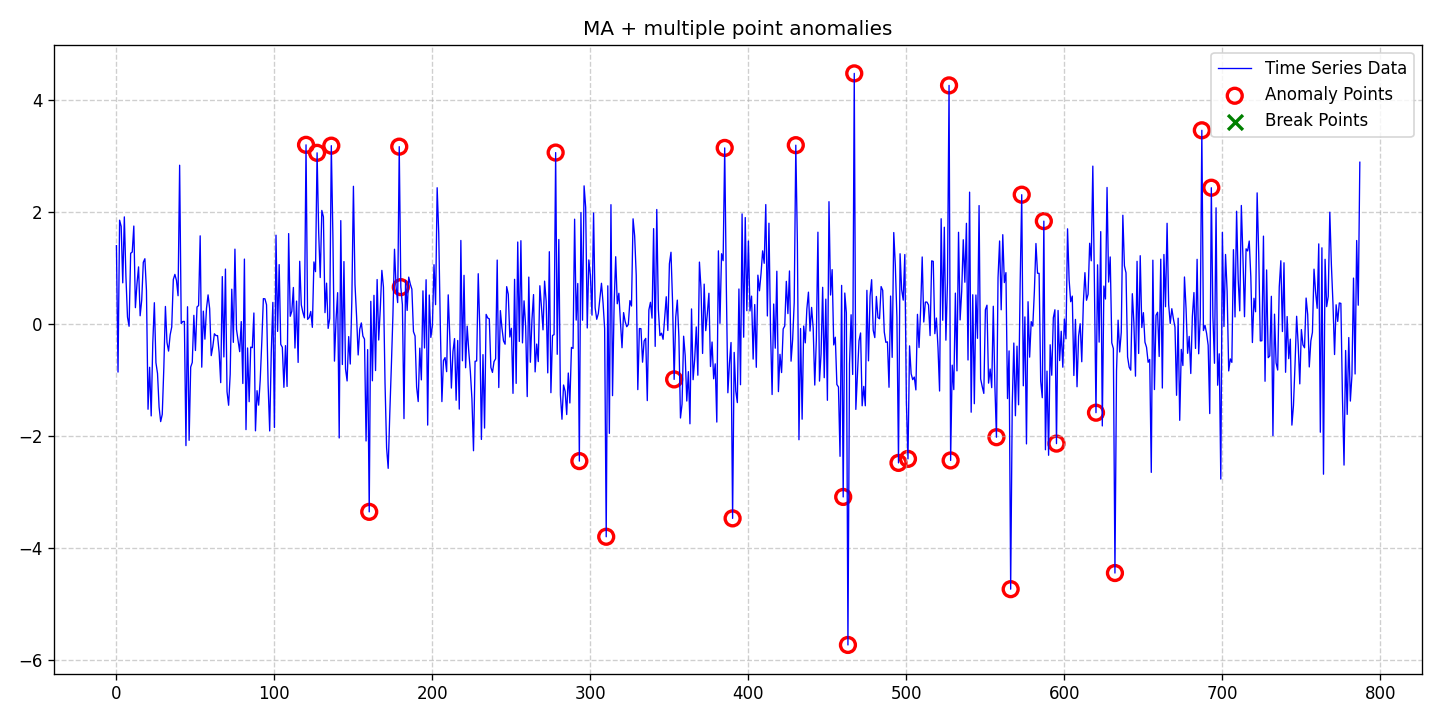 MA + multiple point anomalies
Time Series Data
Anomaly Points
Break Points
4
2
0
−2
−4
−6
0 100 200 300 400 500 600 700 800